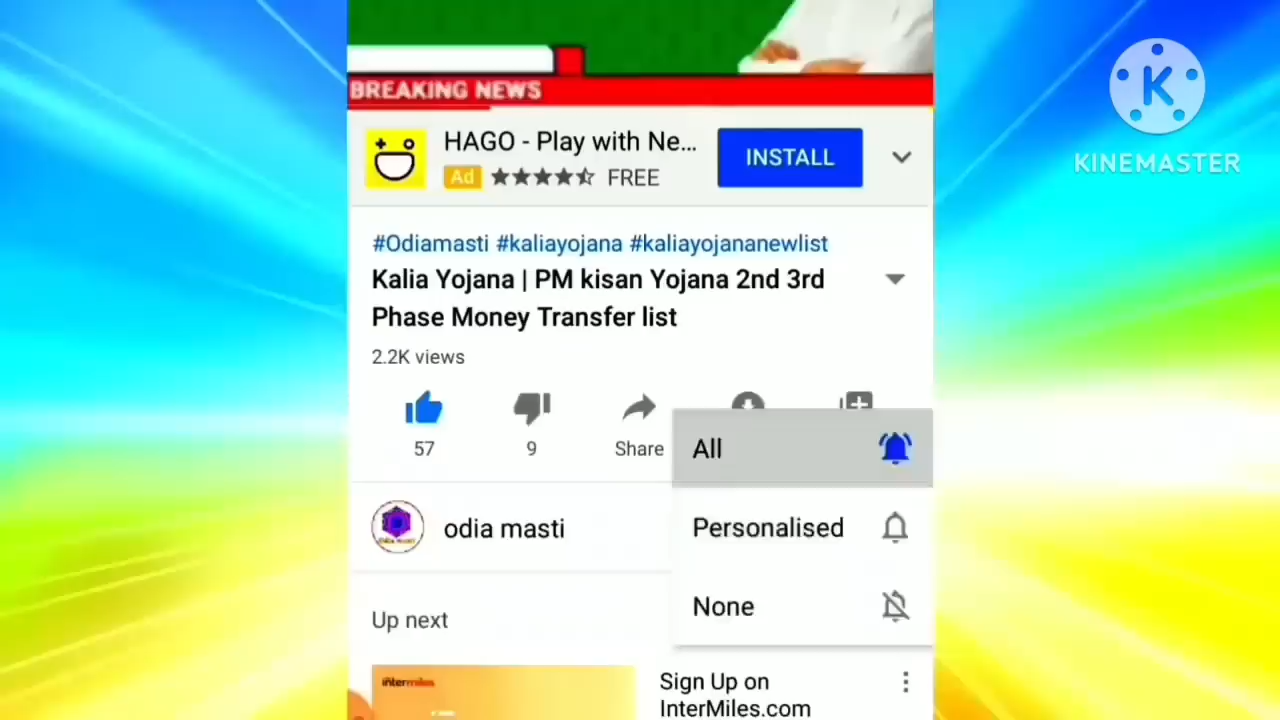 BREAKING NEWS
HAGO - Play with Ne...
INSTALL
Ad
FREE
K
KINEMASTER
#Odiamasti #kaliayojana #kaliayojananewlist
Kalia Yojana | PM kisan Yojana 2nd 3rd
Phase Money Transfer list
2.2K views
57
9
Share
All
odia masti
Personalised
None
Up next
intermiles
Sign Up on
InterMiles.com